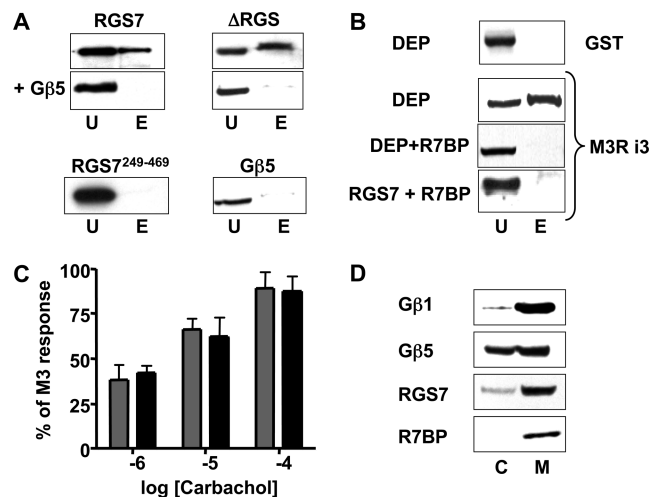 A
RGS7
ΔRGS
+ Gβ5
U
E
U
E
RGS7249-469
Gβ5
U
E
U
E
B
DEP
GST
DEP
DEP+R7BP
M3R i3
RGS7 + R7BP
U
E
C
% of M3 response
100
75
50
25
0
-6
-5
-4
log [Carbachol]
D
Gβ1
Gβ5
RGS7
R7BP
C
M